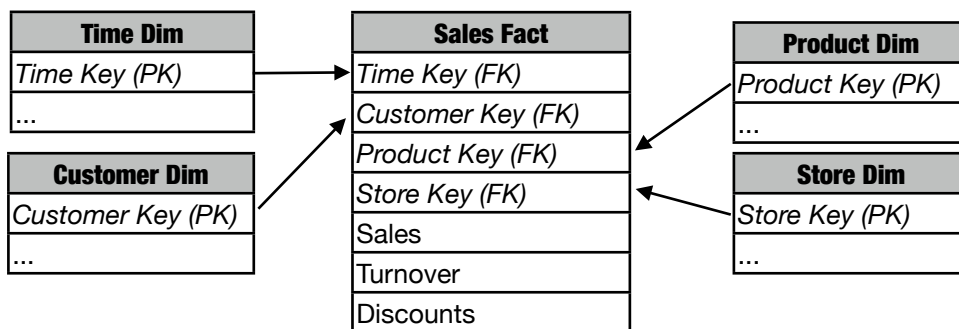 Time Dim
Time Key (PK)
...
Customer Dim
Customer Key (PK)
...
Sales Fact
Time Key (FK)
Customer Key (FK)
Product Key (FK)
Store Key (FK)
Sales
Turnover
Discounts
Product Dim
Product Key (PK)
...
Store Dim
Store Key (PK)
...